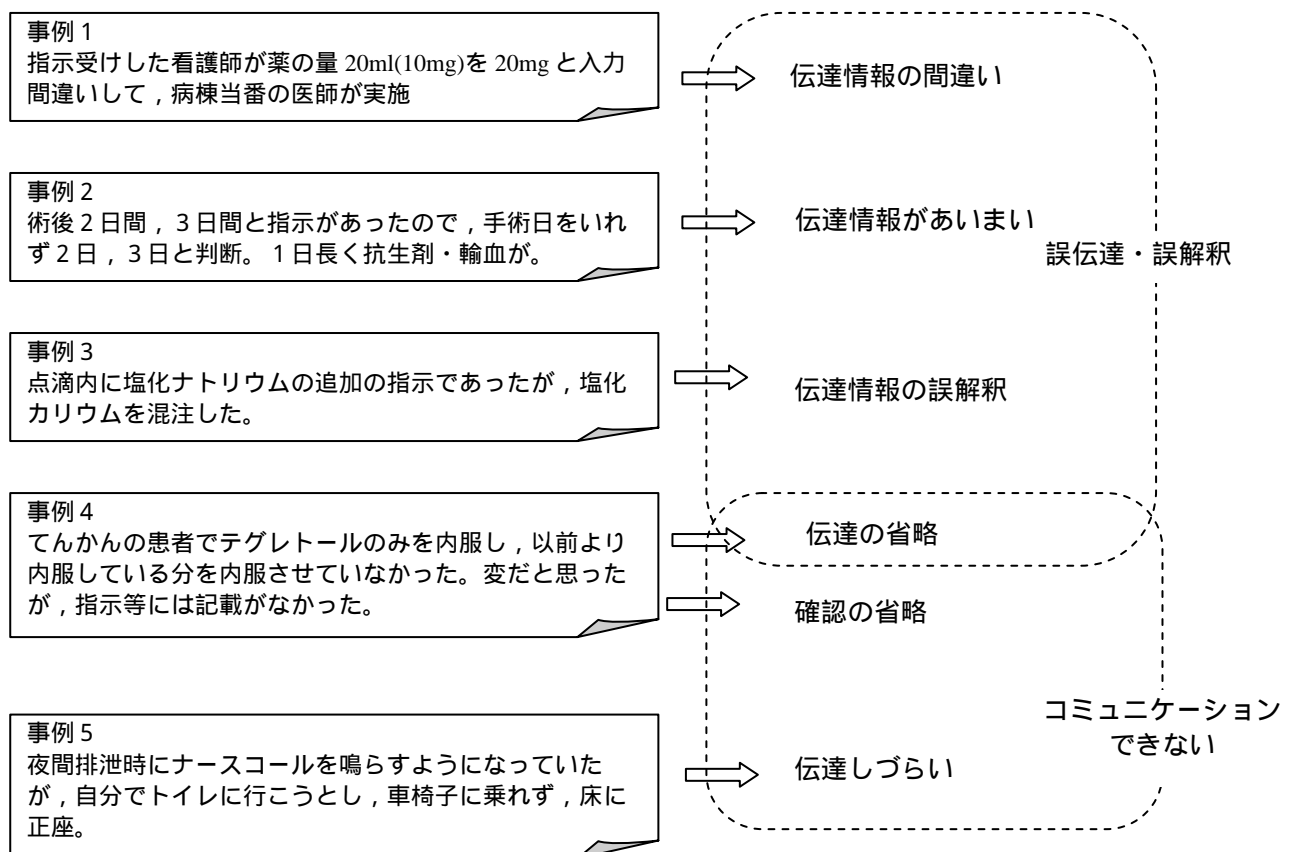 事例1
指示受けした看護師が薬の量 20ml(10mg)を 20mg と入力
間違いして，病棟当番の医師が実施
伝達情報の間違い
事例2
術後2日間，3日間と指示があったので，手術日をいれ
ず2日，3日と判断。1日長く抗生剤・輸血が。
伝達情報があいまい
誤伝達・誤解釈
事例3
点滴内に塩化ナトリウムの追加の指示であったが，塩化
カリウムを混注した。
伝達情報の誤解釈
事例4
てんかんの患者でテグレトールのみを内服し，以前より
内服している分を内服させていなかった。変だと思った
が，指示等には記載がなかった。
伝達の省略
確認の省略
事例5
夜間排泄時にナースコールを鳴らすようになっていた
が，自分でトイレに行こうとし，車椅子に乗れず，床に
正座。
伝達しづらい
コミュニケーション
できない